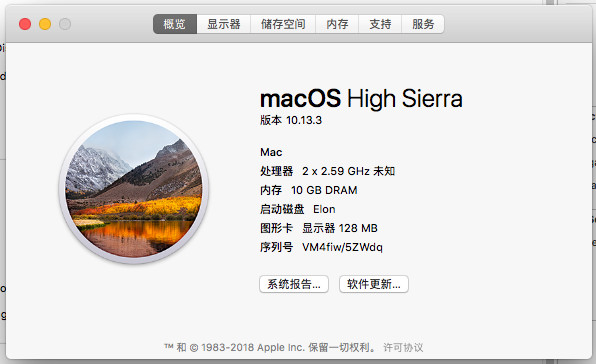 概览 显示器 储存空间 内存 支持 服务
macOS High Sierra
版本 10.13.3
Mac
处理器 2 x 2.59 GHz 未知
内存 10 GB DRAM
启动磁盘 Elon
图形卡 显示器 128 MB
序列号 VM4fiw/5ZWdq
系统报告... 软件更新...
™ 和 © 1983-2018 Apple Inc. 保留一切权利。 许可协议